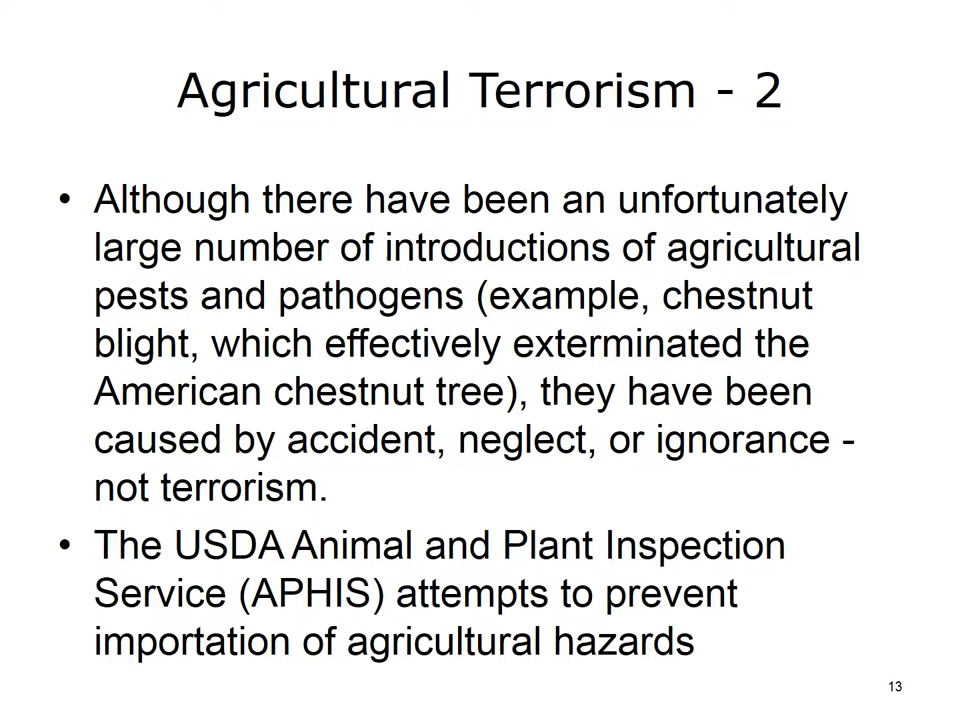 Agricultural Terrorism - 2
• Although there have been an unfortunately
large number of introductions of agricultural
pests and pathogens (example, chestnut
blight, which effectively exterminated the
American chestnut tree), they have been
caused by accident, neglect, or ignorance -
not terrorism.
• The USDA Animal and Plant Inspection
Service (APHIS) attempts to prevent
importation of agricultural hazards
13